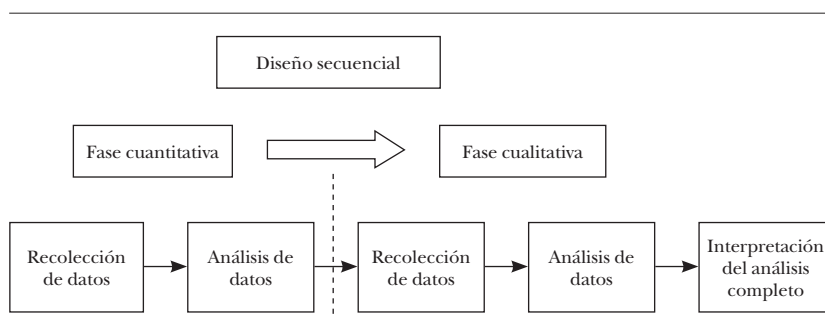 Diseño secuencial
Fase cuantitativa
Fase cualitativa
Recolección
de datos
Análisis de
datos
Recolección
de datos
Análisis de
datos
Interpretación
del análisis
completo